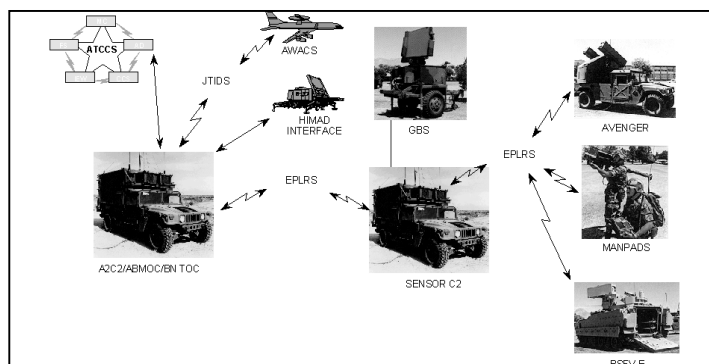 ATCCS
AWACS
JTIDS
HIMAD
INTERFACE
GBS
AVENGER
EPLRS
EPLRS
MANPADS
A2C2/ABMOC/BN TOC
SENSOR C2